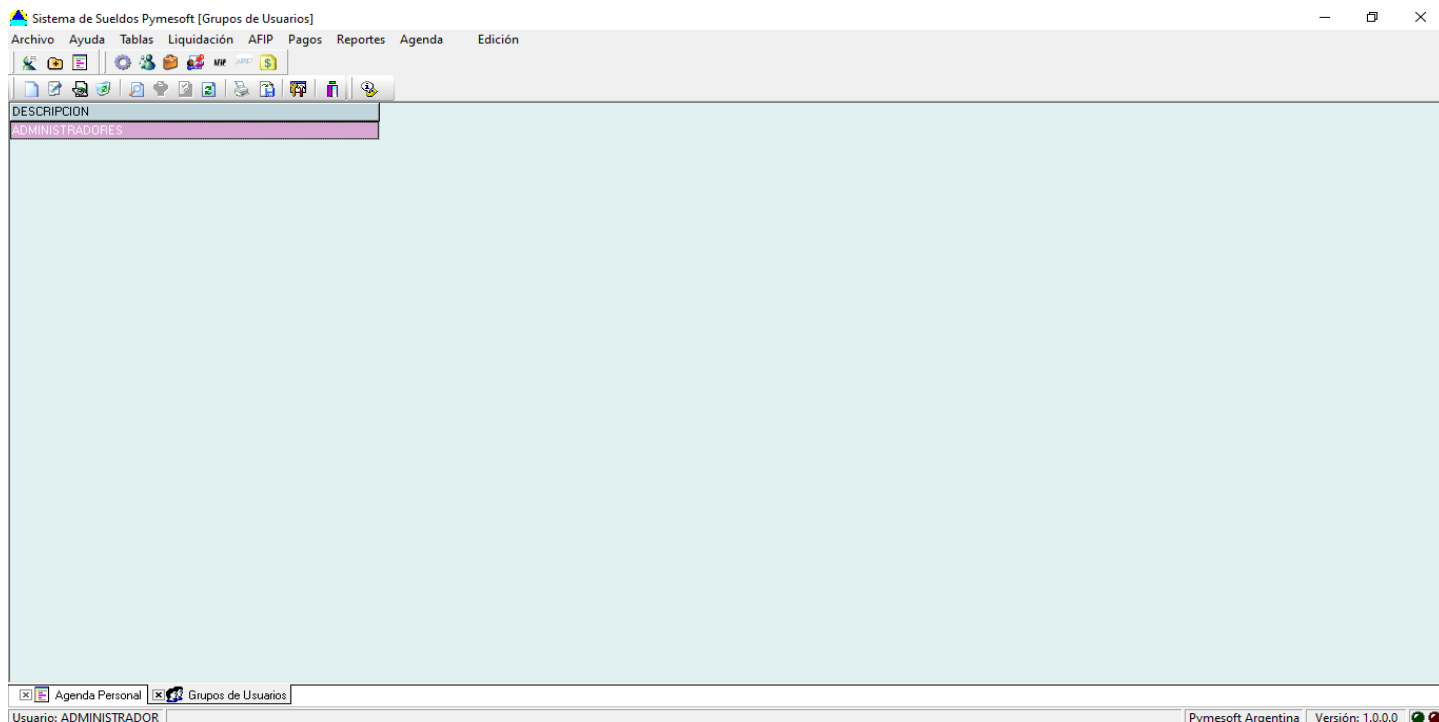 Sistema de Sueldos Pymesoft [Grupos de Usuarios]
Archivo Ayuda Tablas Liquidación AFIP Pagos Reportes Agenda Edición
DESCRIPCION
ADMINISTRADORES
Agenda Personal Grupos de Usuarios
Usuario: ADMINISTRADOR Pymesoft Argentina Versión: 1.0.0.0